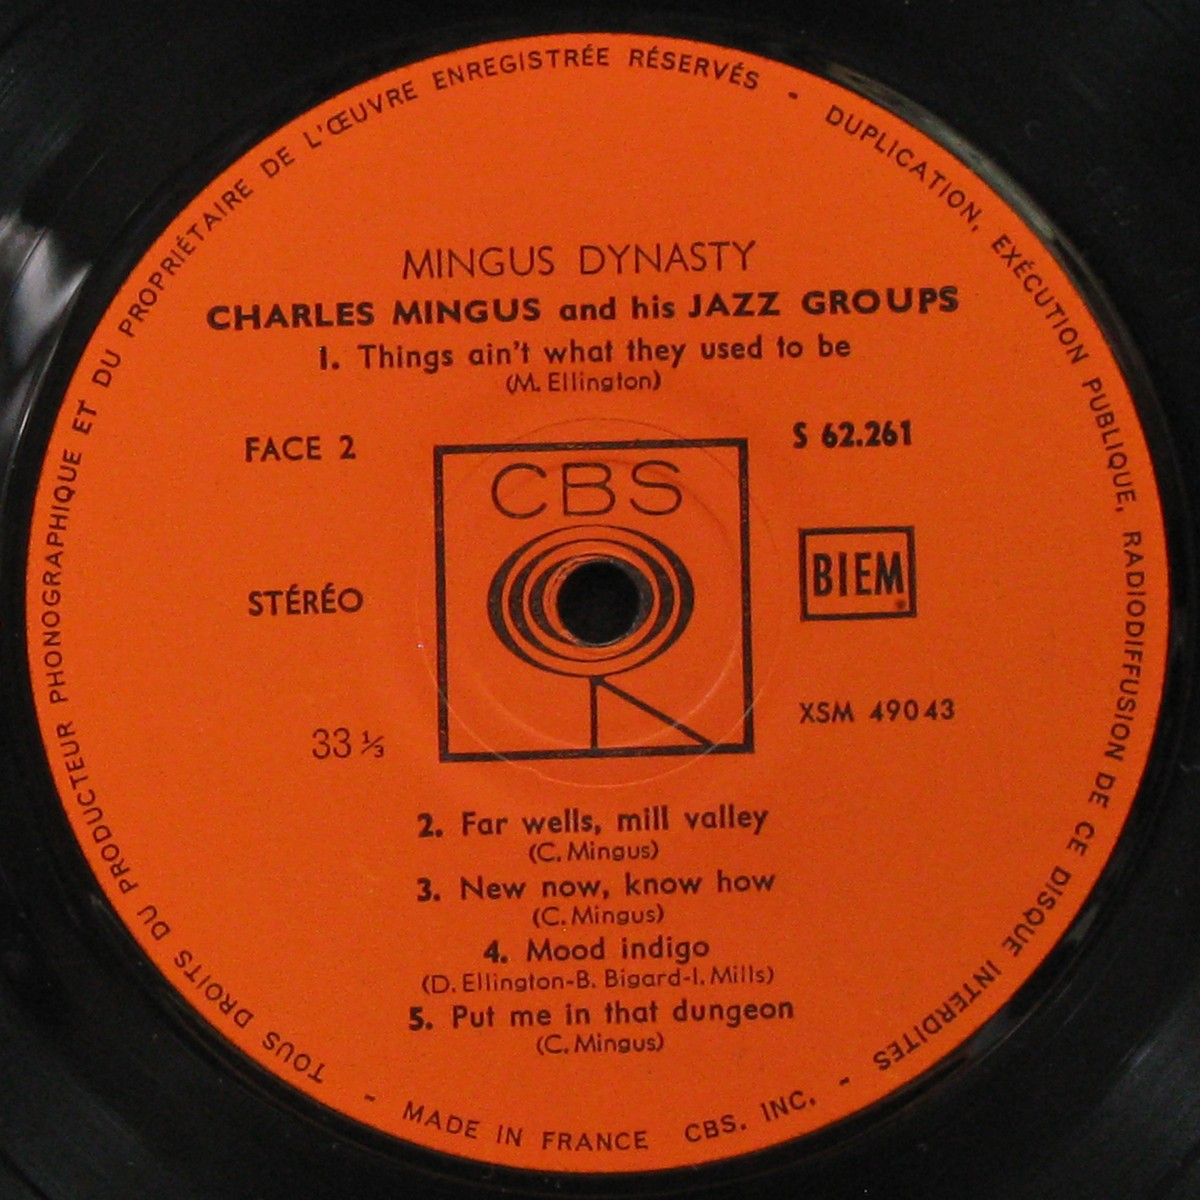 MINGUS DYNASTY
CHARLES MINGUS and his JAZZ GROUPS
1. Things ain't what they used to be
(M. Ellington)
FACE 2
S 62.261
CBS
BIEM
STÉRÉO
XSM 49043
33 ⅓
2. Far wells, mill valley
(C. Mingus)
3. New now, know how
(C. Mingus)
4. Mood indigo
(D. Ellington-B. Bigard-I. Mills)
5. Put me in that dungeon
(C. Mingus)
TOUS DROITS DU PRODUCTEUR PHONOGRAPHIQUE ET DU PROPRIÉTAIRE DE L'ŒUVRE ENREGISTRÉE RÉSERVÉS - DUPLICATION, EXÉCUTION PUBLIQUE, RADIODIFFUSION DE CE DISQUE INTERDITES -
- MADE IN FRANCE CBS. INC.